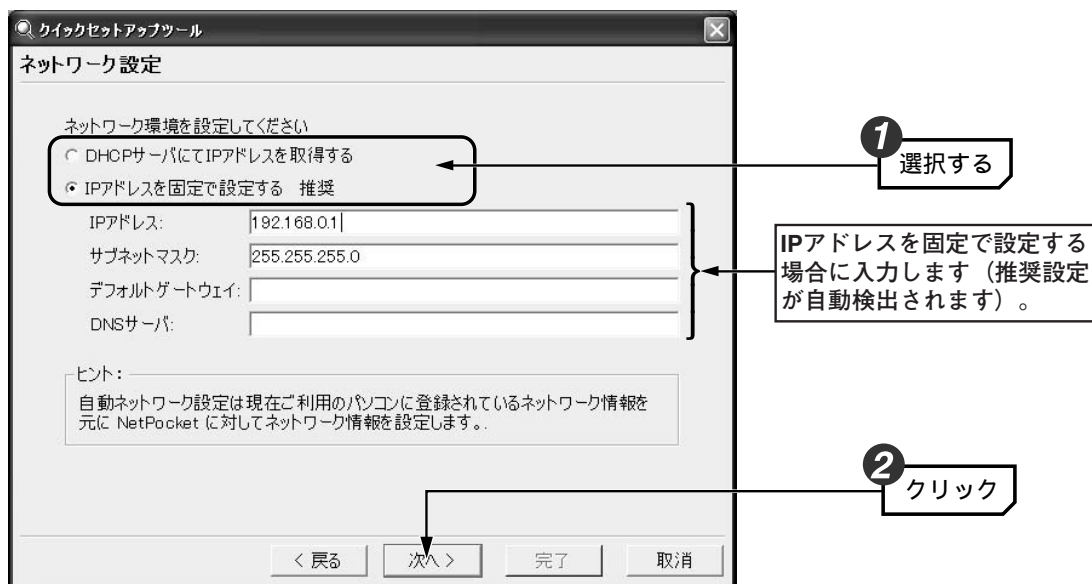 クイックセットアップツール
ネットワーク設定
ネットワーク環境を設定してください
DHCPサーバにてIPアドレスを取得する
IPアドレスを固定で設定する 推奨
IPアドレス: 192.168.0.1
サブネットマスク: 255.255.255.0
デフォルトゲートウェイ:
DNSサーバ:
ヒント:
自動ネットワーク設定は現在ご利用のパソコンに登録されているネットワーク情報を
元に NetPocket に対してネットワーク情報を設定します。.
< 戻る 次へ > 完了 取消
1
選択する
IPアドレスを固定で設定する
場合に入力します（推奨設定
が自動検出されます）。
2
クリック